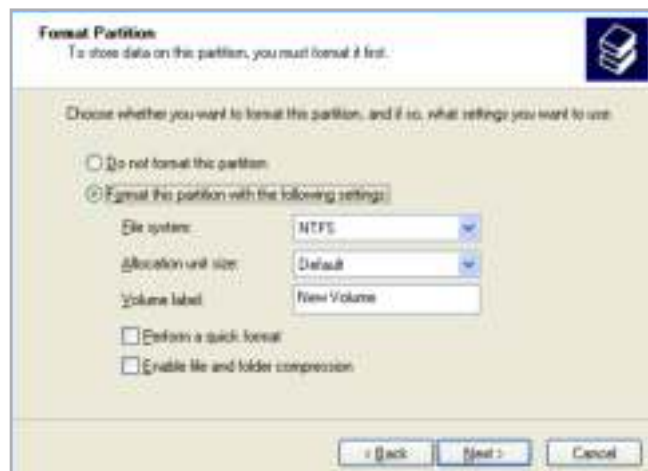 Format Partition
To store data on this partition, you must format it first.
Choose whether you want to format this partition, and if so, what settings you want to use.
Do not format this partition
Format this partition with the following settings:
File system: NTFS
Allocation unit size: Default
Volume label: New Volume
Perform a quick format
Enable file and folder compression
< Back Next > Cancel